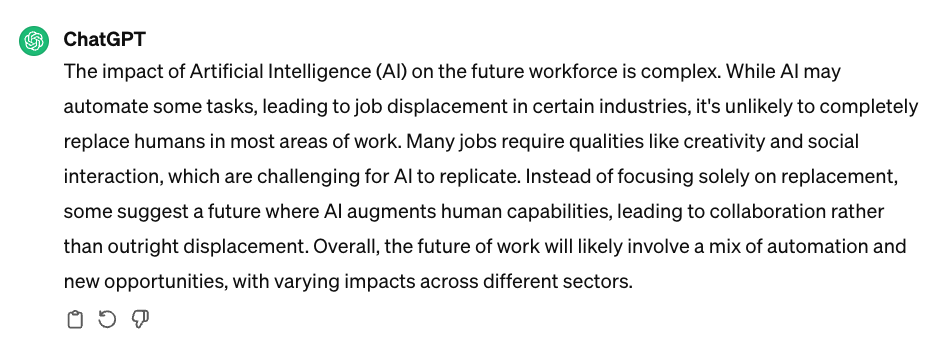 ChatGPT
The impact of Artificial Intelligence (AI) on the future workforce is complex. While AI may
automate some tasks, leading to job displacement in certain industries, it's unlikely to completely
replace humans in most areas of work. Many jobs require qualities like creativity and social
interaction, which are challenging for AI to replicate. Instead of focusing solely on replacement,
some suggest a future where AI augments human capabilities, leading to collaboration rather
than outright displacement. Overall, the future of work will likely involve a mix of automation and
new opportunities, with varying impacts across different sectors.